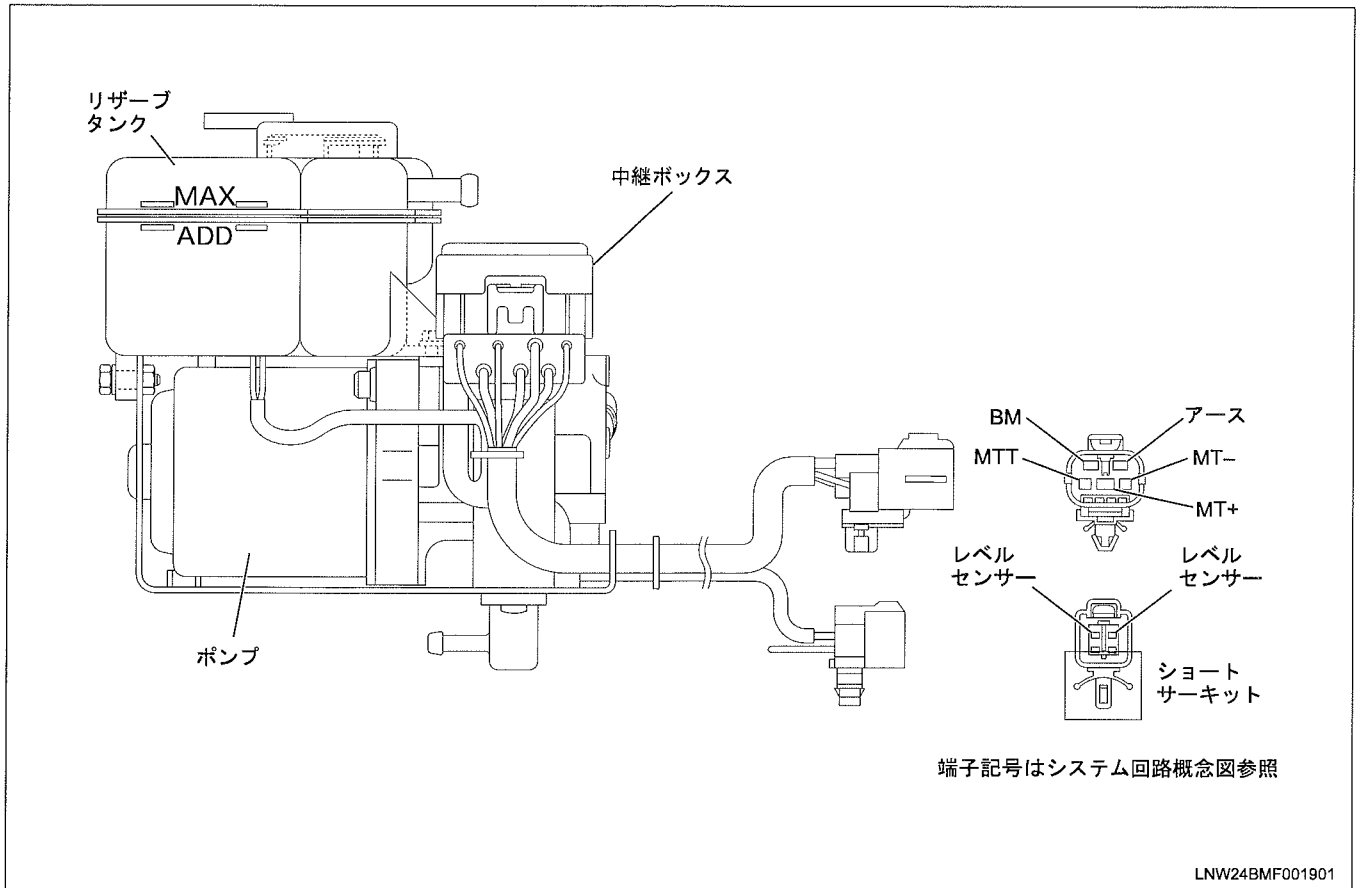 リザーブ
タンク
MAX
ADD
中継ボックス
ポンプ
BM
アース
MTT
MT−
MT+
レベル
センサー
レベル
センサー
ショート
サーキット
端子記号はシステム回路概念図参照
LNW24BMF001901